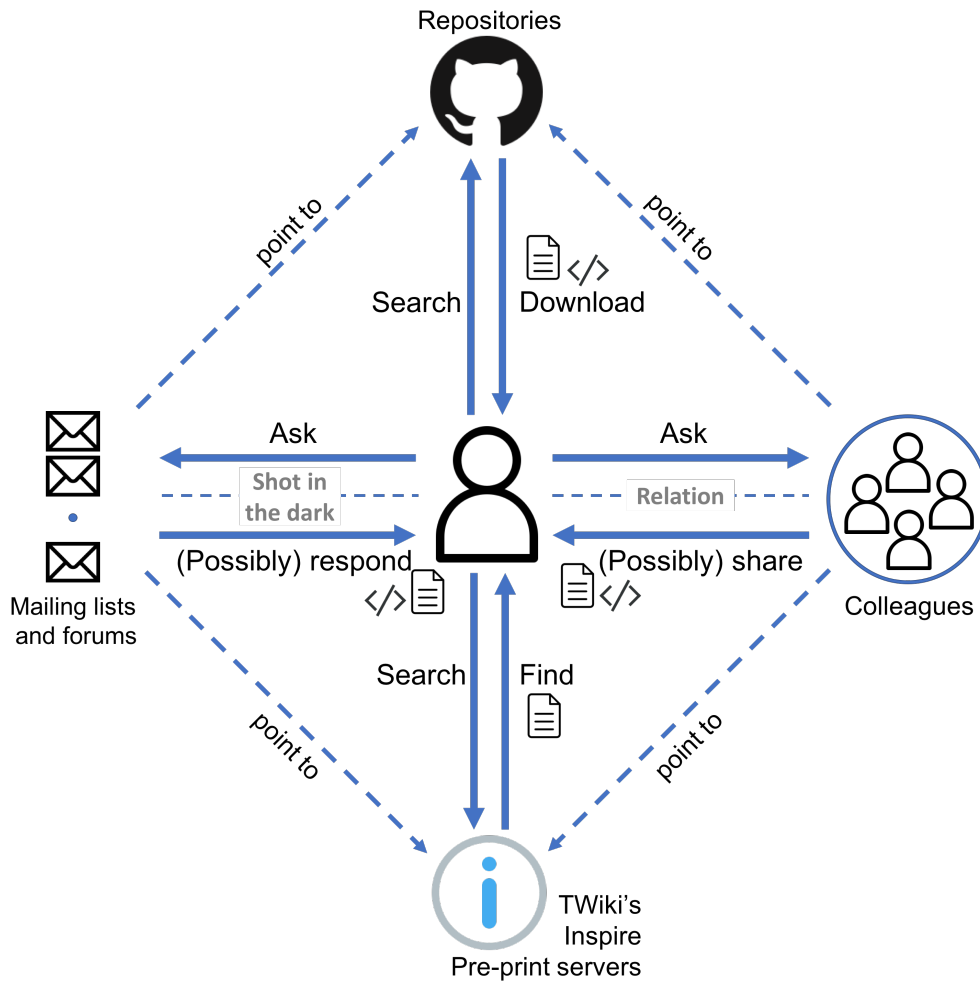 Repositories
point to
point to
Search
Download
Ask
Ask
Shot in
the dark
Relation
(Possibly) respond
(Possibly) share
Mailing lists
and forums
Colleagues
Search
Find
point to
point to
TWiki's
Inspire
Pre-print servers